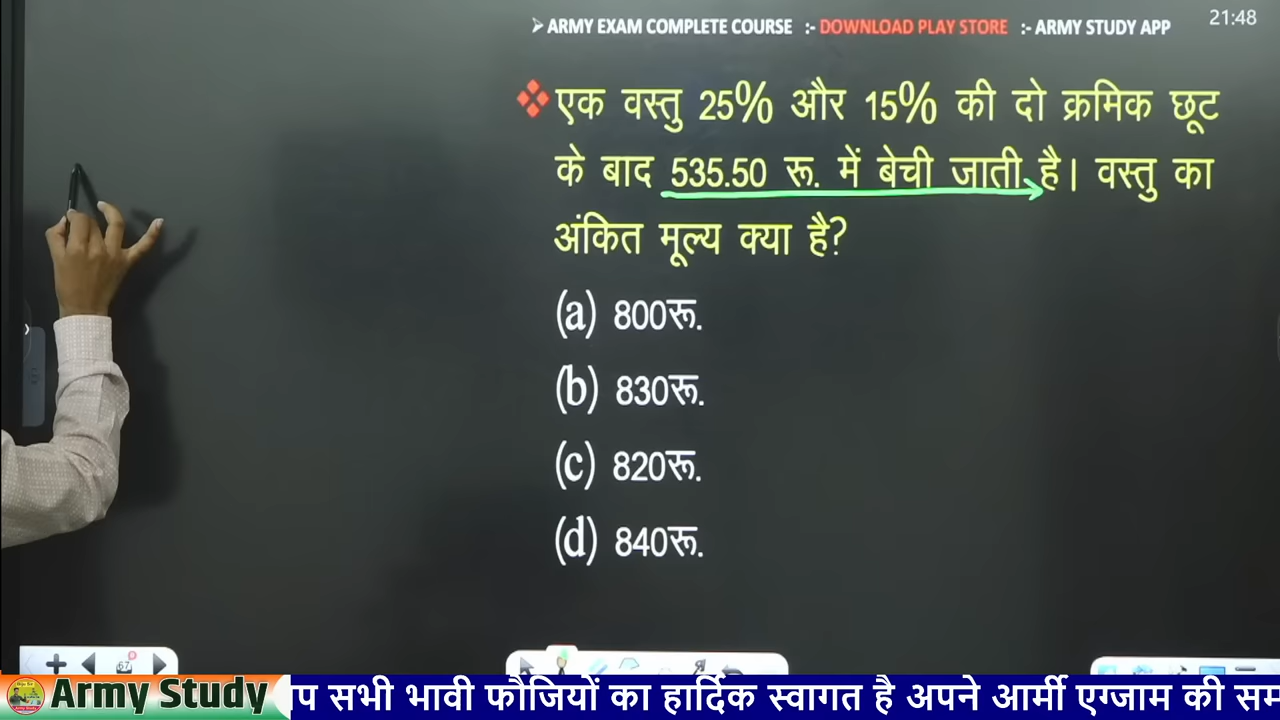 ➢ ARMY EXAM COMPLETE COURSE :- DOWNLOAD PLAY STORE :- ARMY STUDY APP
21:48
❖एक वस्तु 25% और 15% की दो क्रमिक छूट
के बाद 535.50 रू. में बेची जाती है। वस्तु का
अंकित मूल्य क्या है?
(a) 800रू.
(b) 830रू.
(c) 820रू.
(d) 840रू.
67
Army Study
प सभी भावी फौजियों का हार्दिक स्वागत है अपने आर्मी एग्जाम की सम